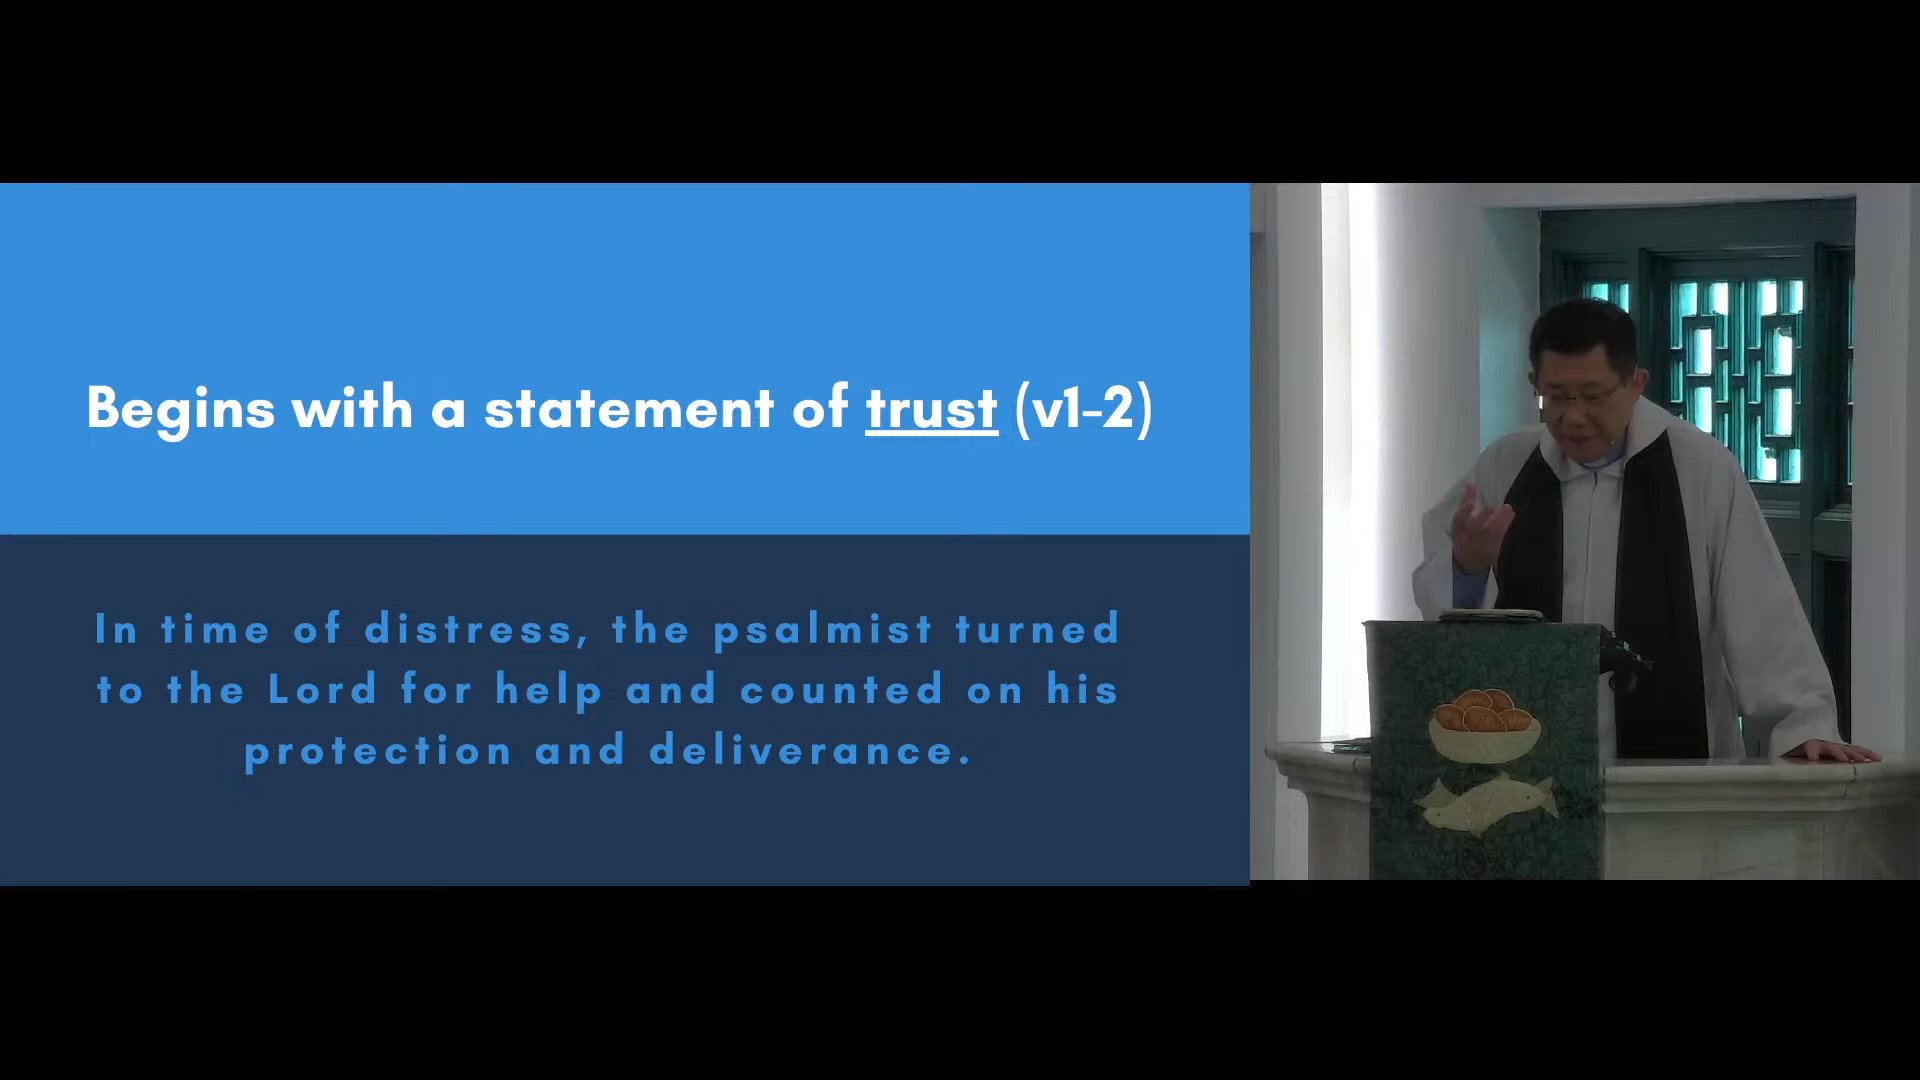 Begins with a statement of trust (v1-2)
In time of distress, the psalmist turned
to the Lord for help and counted on his
protection and deliverance.